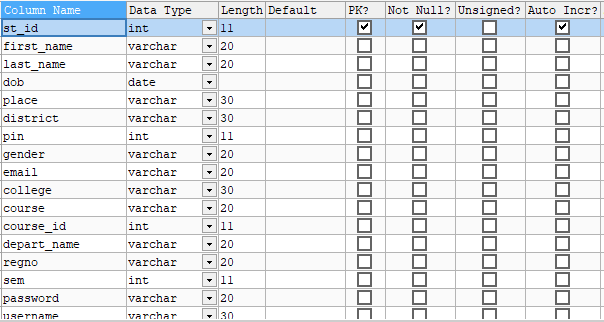 Column Name Data Type Length Default PK? Not Null? Unsigned? Auto Incr?
st_id int 11
first_name varchar 20
last_name varchar 20
dob date
place varchar 30
district varchar 30
pin int 11
gender varchar 20
email varchar 20
college varchar 30
course varchar 20
course_id int 11
depart_name varchar 20
regno varchar 20
sem int 11
password varchar 20
username varchar 30